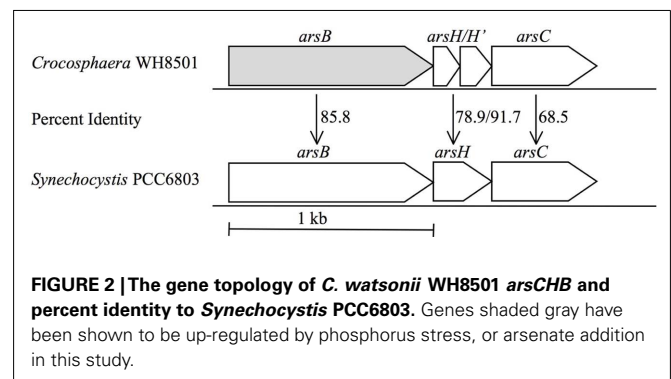 arsB arsH/H’ arsC
Crocosphaera WH8501
Percent Identity 85.8 78.9/91.7 68.5
arsB arsH arsC
Synechocystis PCC6803
1 kb
FIGURE 2 | The gene topology of C. watsonii WH8501 arsCHB and
percent identity to Synechocystis PCC6803. Genes shaded gray have
been shown to be up-regulated by phosphorus stress, or arsenate addition
in this study.